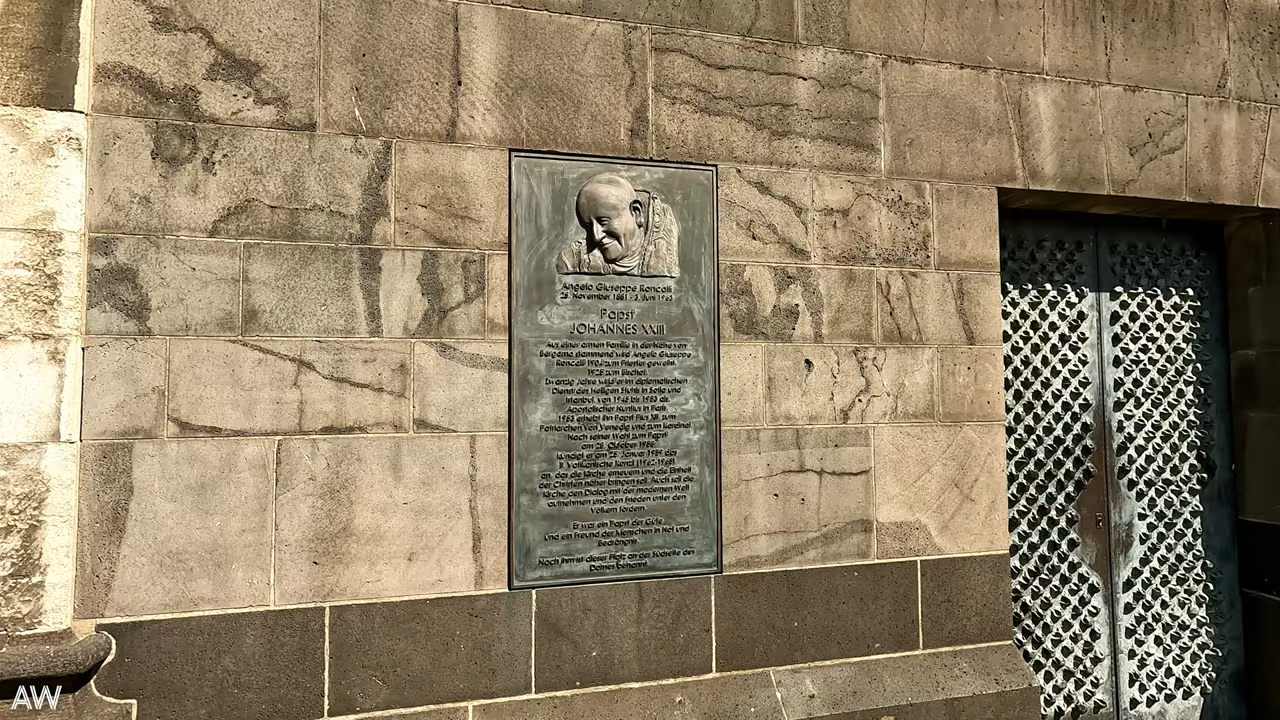 Angelo Giuseppe Roncalli
25. November 1881 - 3. Juni 1963
Papst
JOHANNES XXIII
Aus einer armen Familie in der Nähe von
Bergamo stammend wird Angelo Giuseppe
Roncalli 1904 zum Priester geweiht,
1925 zum Bischof.
Zwanzig Jahre wirkt er im diplomatischen
Dienst des Heiligen Stuhls in Sofia und
Istanbul, von 1945 bis 1953 als
Apostolischer Nuntius in Paris.
1953 erhebt ihn Papst Pius XII. zum
Patriarchen von Venedig und zum Kardinal.
Nach seiner Wahl zum Papst
am 28. Oktober 1958
kündigt er am 25. Januar 1959 das
II. Vatikanische Konzil (1962-1965)
an, das die Kirche erneuern und die Einheit
der Christen näher bringen soll. Auch soll die
Kirche den Dialog mit der modernen Welt
aufnehmen und den Frieden unter den
Völkern fördern.
Er war ein Papst der Güte
und ein Freund der Menschen in Not und
Bedrängnis.
Nach ihm ist dieser Platz an der Südseite des
Domes benannt.
AW